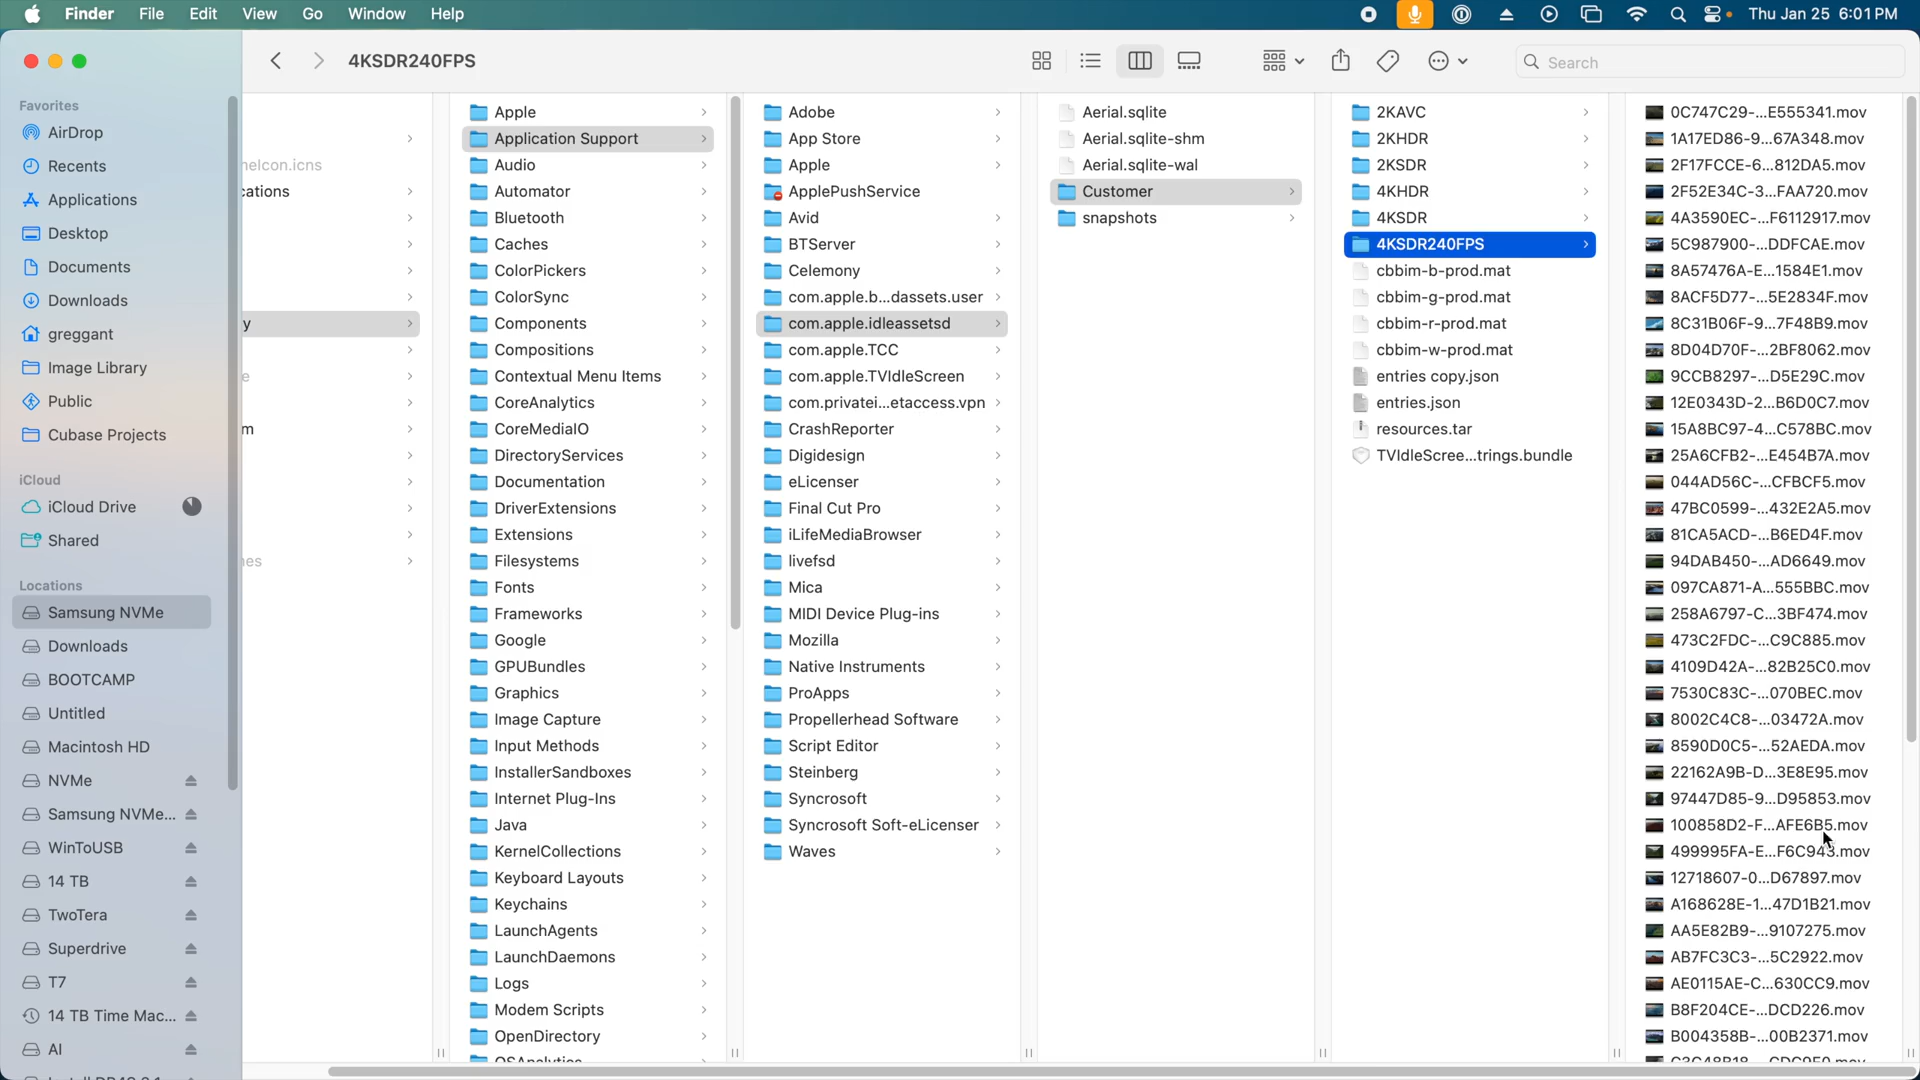 Finder File Edit View Go Window Help Thu Jan 25 6:01 PM
4KSDR240FPS
Search
Favorites
AirDrop
Recents
Applications
Desktop
Documents
Downloads
greggant
Image Library
Public
Cubase Projects
iCloud
iCloud Drive
Shared
Locations
Samsung NVMe
Downloads
BOOTCAMP
Untitled
Macintosh HD
NVMe
Samsung NVMe...
WinToUSB
14 TB
TwoTera
Superdrive
T7
14 TB Time Mac...
AI
cations
y
e
m
Apple
Application Support
Audio
Automator
Bluetooth
Caches
ColorPickers
ColorSync
Components
Compositions
Contextual Menu Items
CoreAnalytics
CoreMediaIO
DirectoryServices
Documentation
DriverExtensions
Extensions
Filesystems
Fonts
Frameworks
Google
GPUBundles
Graphics
Image Capture
Input Methods
InstallerSandboxes
Internet Plug-Ins
Java
KernelCollections
Keyboard Layouts
Keychains
LaunchAgents
LaunchDaemons
Logs
Modem Scripts
OpenDirectory
Adobe
App Store
Apple
ApplePushService
Avid
BTServer
Celemony
com.apple.b...dassets.user
com.apple.idleassetsd
com.apple.TCC
com.apple.TVIdleScreen
com.privatei...etaccess.vpn
CrashReporter
Digidesign
eLicenser
Final Cut Pro
iLifeMediaBrowser
livefsd
Mica
MIDI Device Plug-ins
Mozilla
Native Instruments
ProApps
Propellerhead Software
Script Editor
Steinberg
Syncrosoft
Syncrosoft Soft-eLicenser
Waves
Aerial.sqlite
Aerial.sqlite-shm
Aerial.sqlite-wal
Customer
snapshots
2KAVC
2KHDR
2KSDR
4KHDR
4KSDR
4KSDR240FPS
cbbim-b-prod.mat
cbbim-g-prod.mat
cbbim-r-prod.mat
cbbim-w-prod.mat
entries copy.json
entries.json
resources.tar
TVIdleScree...trings.bundle
0C747C29-...E555341.mov
1A17ED86-9...67A348.mov
2F17FCCE-6...812DA5.mov
2F52E34C-3...FAA720.mov
4A3590EC-...F6112917.mov
5C987900-...DDFCAE.mov
8A57476A-E...1584E1.mov
8ACF5D77-...5E2834F.mov
8C31B06F-9...7F48B9.mov
8D04D70F-...2BF8062.mov
9CCB8297-...D5E29C.mov
12E0343D-2...B6D0C7.mov
15A8BC97-4...C578BC.mov
25A6CFB2-...E454B7A.mov
044AD56C-...CFBCF5.mov
47BC0599-...432E2A5.mov
81CA5ACD-...B6ED4F.mov
94DAB450-...AD6649.mov
097CA871-A...555BBC.mov
258A6797-C...3BF474.mov
473C2FDC-...C9C885.mov
4109D42A-...82B25C0.mov
7530C83C-...070BEC.mov
8002C4C8-...03472A.mov
8590D0C5-...52AEDA.mov
22162A9B-D...3E8E95.mov
97447D85-9...D95853.mov
100858D2-F...AFE6B5.mov
499995FA-E...F6C943.mov
12718607-0...D67897.mov
A168628E-1...47D1B21.mov
AA5E82B9-...9107275.mov
AB7FC3C3-...5C2922.mov
AE0115AE-C...630CC9.mov
B8F204CE-...DCD226.mov
B004358B-...00B2371.mov